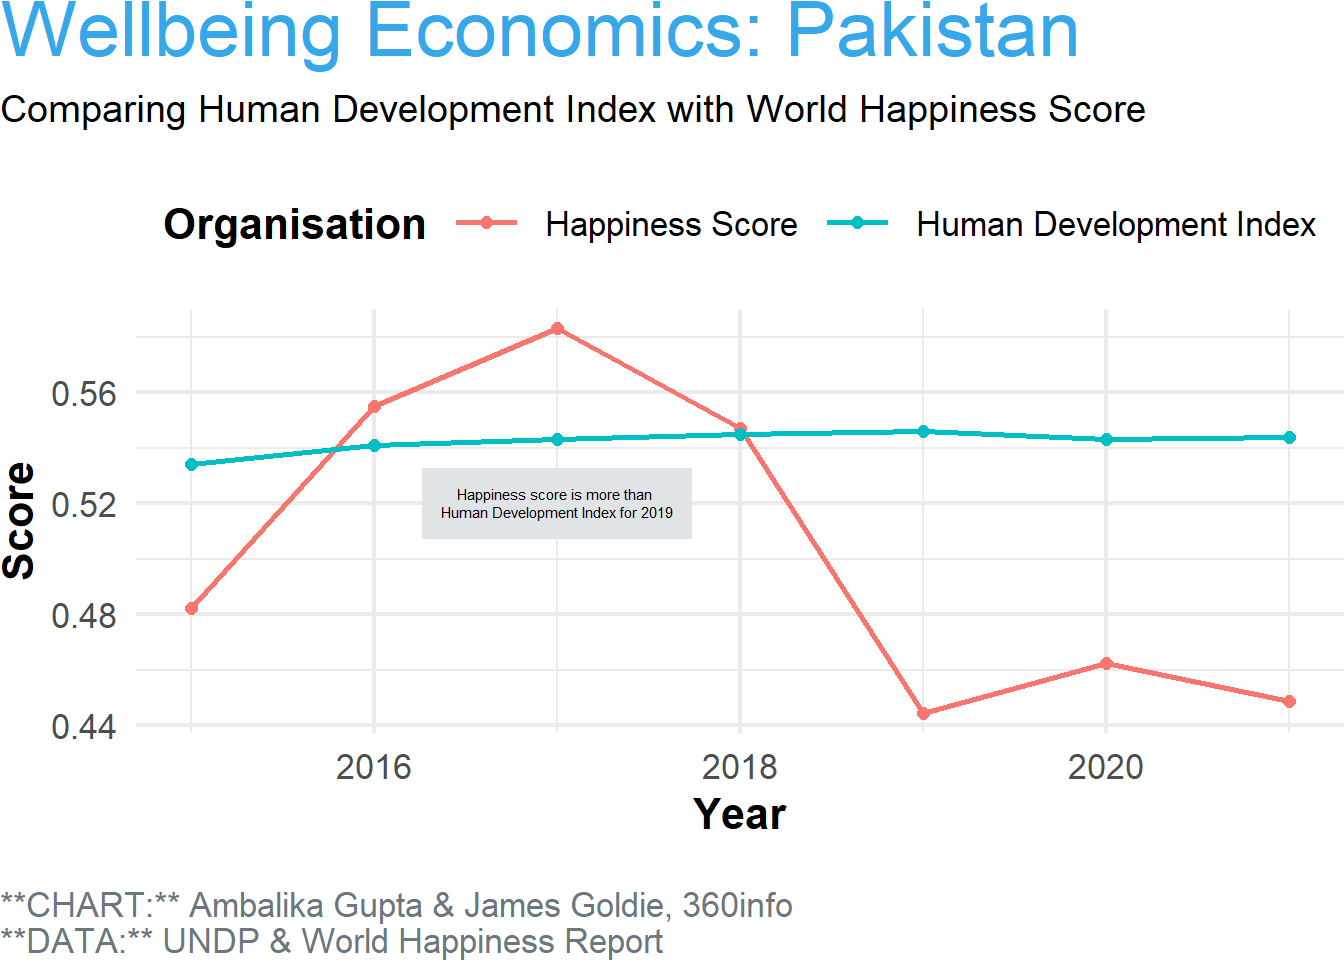 Wellbeing Economics: Pakistan
Comparing Human Development Index with World Happiness Score
Organisation Happiness Score Human Development Index
0.56
0.52
0.48
0.44
Score
Happiness score is more than
Human Development Index for 2019
2016 2018 2020
Year
**CHART:** Ambalika Gupta & James Goldie, 360info
**DATA:** UNDP & World Happiness Report